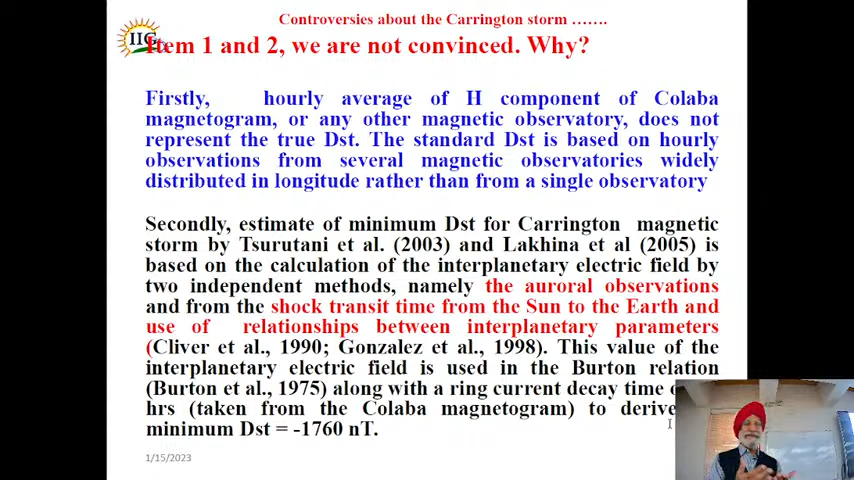 Controversies about the Carrington storm …….
IIG
Item 1 and 2, we are not convinced. Why?
Firstly, hourly average of H component of Colaba
magnetogram, or any other magnetic observatory, does not
represent the true Dst. The standard Dst is based on hourly
observations from several magnetic observatories widely
distributed in longitude rather than from a single observatory
Secondly, estimate of minimum Dst for Carrington magnetic
storm by Tsurutani et al. (2003) and Lakhina et al (2005) is
based on the calculation of the interplanetary electric field by
two independent methods, namely the auroral observations
and from the shock transit time from the Sun to the Earth and
use of relationships between interplanetary parameters
(Cliver et al., 1990; Gonzalez et al., 1998). This value of the
interplanetary electric field is used in the Burton relation
(Burton et al., 1975) along with a ring current decay time
hrs (taken from the Colaba magnetogram) to derive
minimum Dst = -1760 nT.
1/15/2023